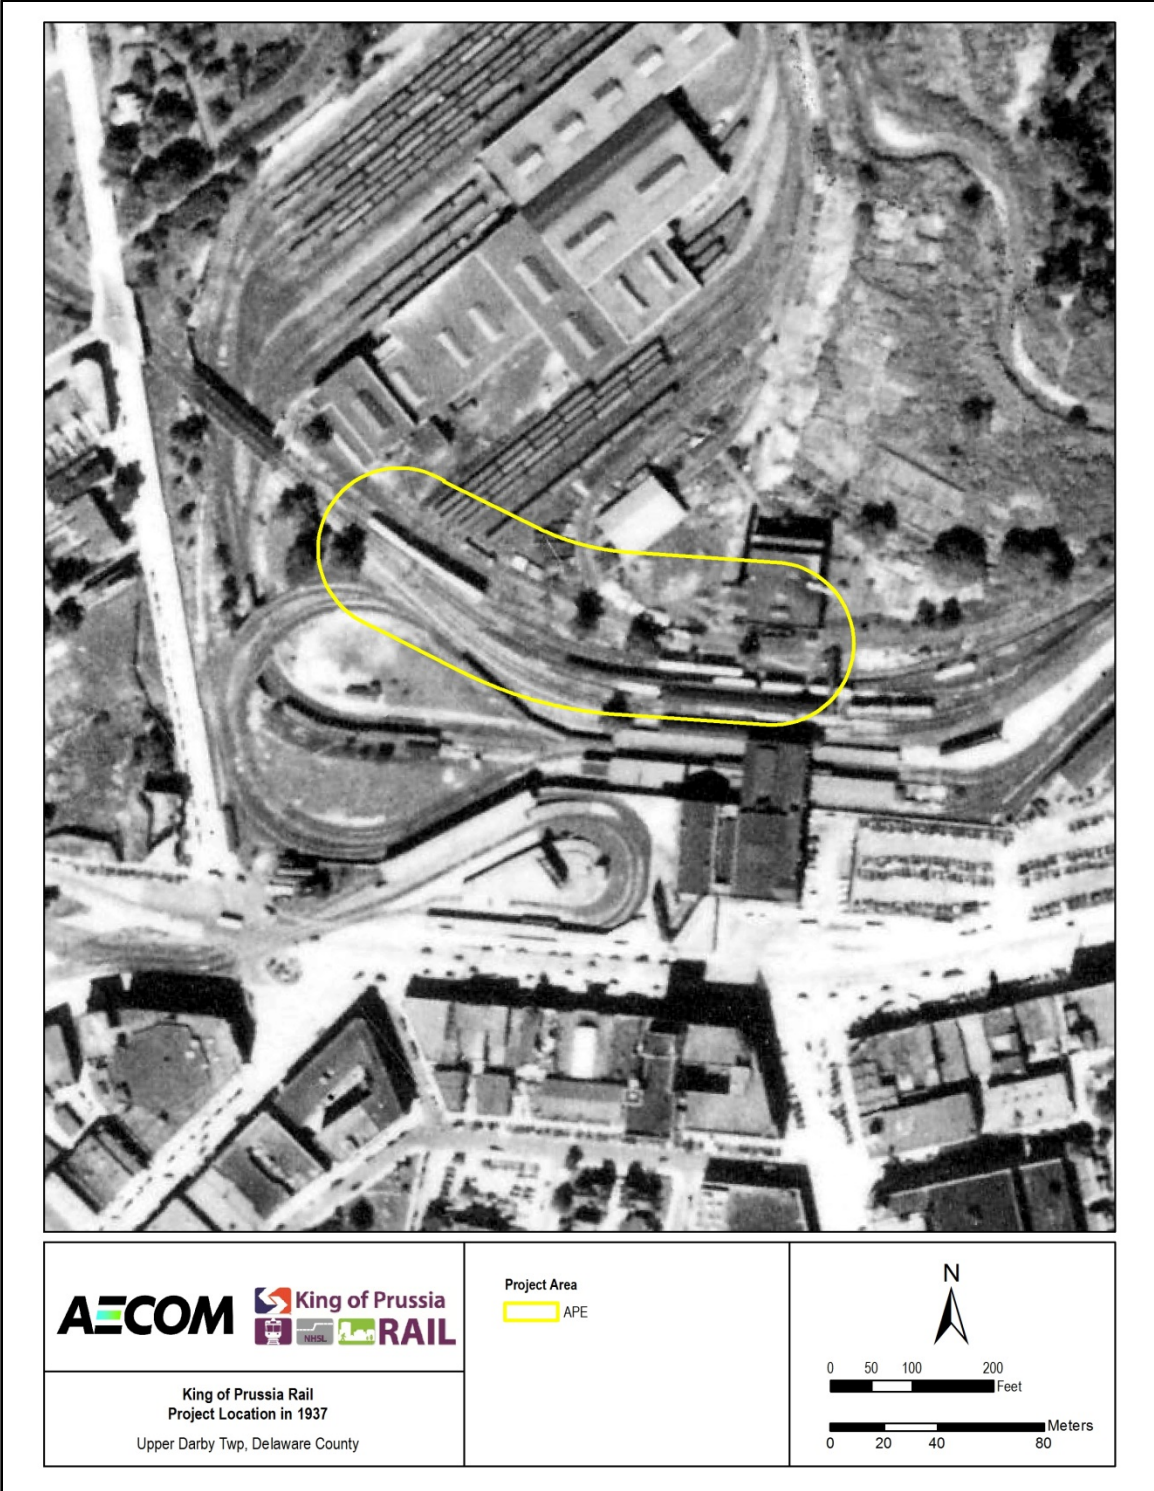 AECOM
King of Prussia
NHSL
RAIL
King of Prussia Rail
Project Location in 1937
Upper Darby Twp, Delaware County
Project Area
APE
N
0 50 100 200
Feet
Meters
0 20 40 80